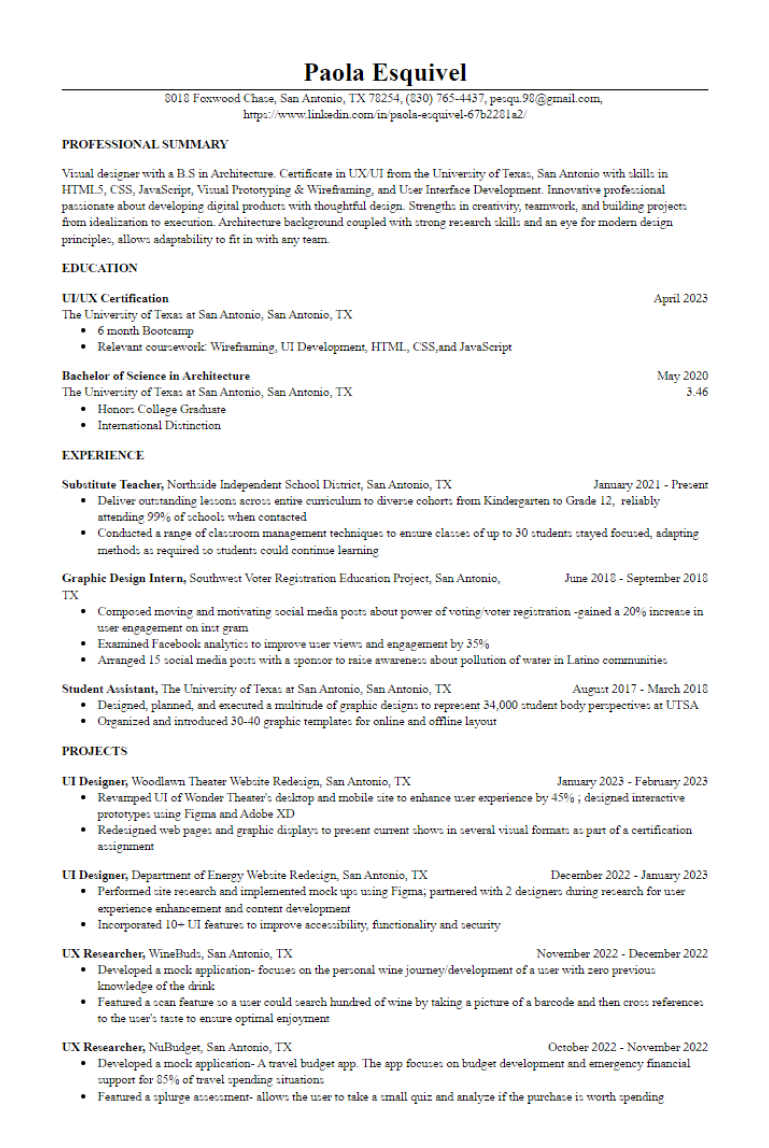 Paola Esquivel
8018 Foxwood Chase, San Antonio, TX 78254, (830) 765-4437, pesqu.98@gmail.com,
https://www.linkedin.com/in/paola-esquivel-67b2281a2/
PROFESSIONAL SUMMARY
Visual designer with a B.S in Architecture. Certificate in UX/UI from the University of Texas, San Antonio with skills in
HTML5, CSS, JavaScript, Visual Prototyping & Wireframing, and User Interface Development. Innovative professional
passionate about developing digital products with thoughtful design. Strengths in creativity, teamwork, and building projects
from idealization to execution. Architecture background coupled with strong research skills and an eye for modern design
principles, allows adaptability to fit in with any team.
EDUCATION
UI/UX Certification April 2023
The University of Texas at San Antonio, San Antonio, TX
• 6 month Bootcamp
• Relevant coursework: Wireframing, UI Development, HTML, CSS,and JavaScript
Bachelor of Science in Architecture May 2020
The University of Texas at San Antonio, San Antonio, TX 3.46
• Honors College Graduate
• International Distinction
EXPERIENCE
Substitute Teacher, Northside Independent School District, San Antonio, TX January 2021 - Present
• Deliver outstanding lessons across entire curriculum to diverse cohorts from Kindergarten to Grade 12, reliably
attending 99% of schools when contacted
• Conducted a range of classroom management techniques to ensure classes of up to 30 students stayed focused, adapting
methods as required so students could continue learning
Graphic Design Intern, Southwest Voter Registration Education Project, San Antonio, June 2018 - September 2018
TX
• Composed moving and motivating social media posts about power of voting/voter registration -gained a 20% increase in
user engagement on inst gram
• Examined Facebook analytics to improve user views and engagement by 35%
• Arranged 15 social media posts with a sponsor to raise awareness about pollution of water in Latino communities
Student Assistant, The University of Texas at San Antonio, San Antonio, TX August 2017 - March 2018
• Designed, planned, and executed a multitude of graphic designs to represent 34,000 student body perspectives at UTSA
• Organized and introduced 30-40 graphic templates for online and offline layout
PROJECTS
UI Designer, Woodlawn Theater Website Redesign, San Antonio, TX January 2023 - February 2023
• Revamped UI of Wonder Theater's desktop and mobile site to enhance user experience by 45% ; designed interactive
prototypes using Figma and Adobe XD
• Redesigned web pages and graphic displays to present current shows in several visual formats as part of a certification
assignment
UI Designer, Department of Energy Website Redesign, San Antonio, TX December 2022 - January 2023
• Performed site research and implemented mock ups using Figma; partnered with 2 designers during research for user
experience enhancement and content development
• Incorporated 10+ UI features to improve accessibility, functionality and security
UX Researcher, WineBuds, San Antonio, TX November 2022 - December 2022
• Developed a mock application- focuses on the personal wine journey/development of a user with zero previous
knowledge of the drink
• Featured a scan feature so a user could search hundred of wine by taking a picture of a barcode and then cross references
to the user's taste to ensure optimal enjoyment
UX Researcher, NuBudget, San Antonio, TX October 2022 - November 2022
• Developed a mock application- A travel budget app. The app focuses on budget development and emergency financial
support for 85% of travel spending situations
• Featured a splurge assessment- allows the user to take a small quiz and analyze if the purchase is worth spending